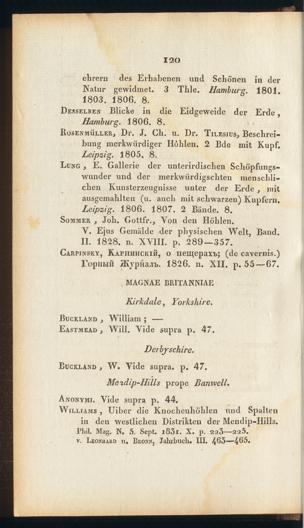 120
ehrern des Erhabenen und Schönen in der
Natur gewidmet. 3 Thle. Hamburg. 1801.
1803. 1806. 8.
Desselben Blicke in die Eidgeweide der Erde,
Hamburg. 1806. 8.
Rosenmüller, Dr. J. Ch. u. Dr. Tilesius, Beschrei-
bung merkwürdiger Höhlen. 2 Bde mit Kupf.
Leipzig. 1805. 8.
Lung, E. Gallerie der unterirdischen Schöpfungs-
wunder und der merkwürdigschten menschli-
chen Kunsterzeugnisse unter der Erde, mit
ausgemahlten (u. auch mit schwarzen) Kupfern.
Leipzig. 1806. 1807. 2 Bände. 8.
Sommer, Joh. Gottfr., Von den Höhlen.
V. Ejus Gemälde der physischen Welt, Band.
II. 1828. n. XVIII. p. 289—357.
Carpinsky, Карпинскій, о пещерахъ; (de cavernis.)
Горный Журналъ. 1826. n. XII. p. 55—67.
MAGNAE BRITANNIAE
Kirkdale, Yorkshire.
Buckland, William; —
Eastmead, Will. Vide supra p. 47.
Derbyschire.
Buckland, W. Vide supra. p. 47.
Mendip-Hills prope Banwell.
Anonymi. Vide supra p. 44.
Williams, Uiber die Knochenhöhlen und Spalten
in den westlichen Distrikten der Mendip-Hills.
Phil. Mag. N. 5. Sept. 1831. X. p. 223—225.
v. Leonhard u. Bronn, Jahrbuch. III. 463—465.